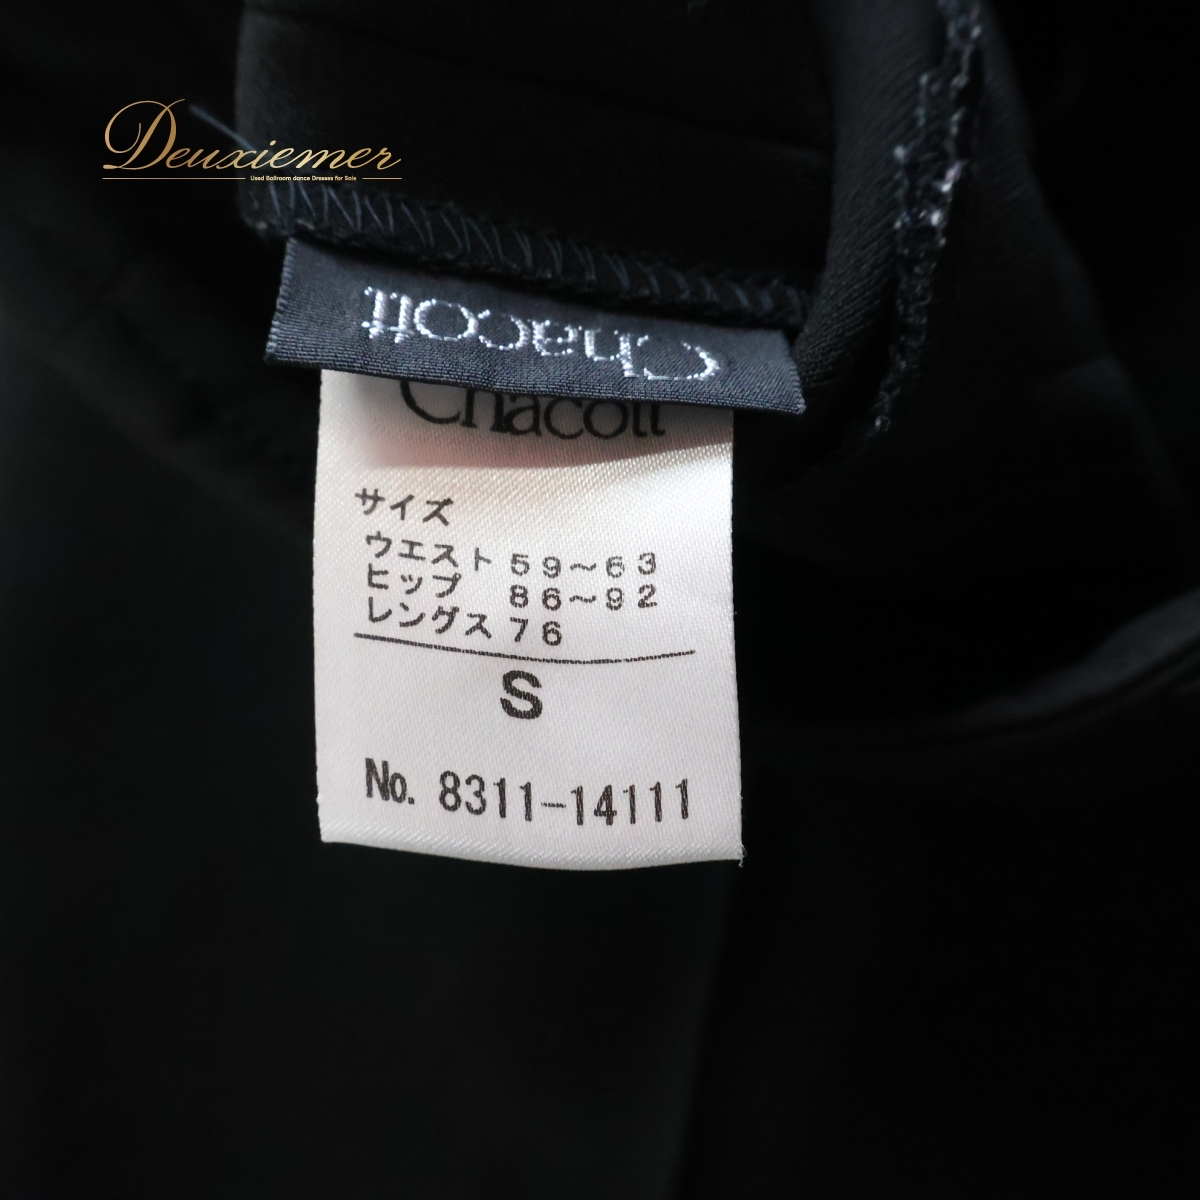 Deuxiemer
Used Ballroom dance Dresses for Sale
Chacott
Chacott
サイズ
ウエスト 59〜63
ヒップ 86〜92
レングス 76
S
No. 8311-14111